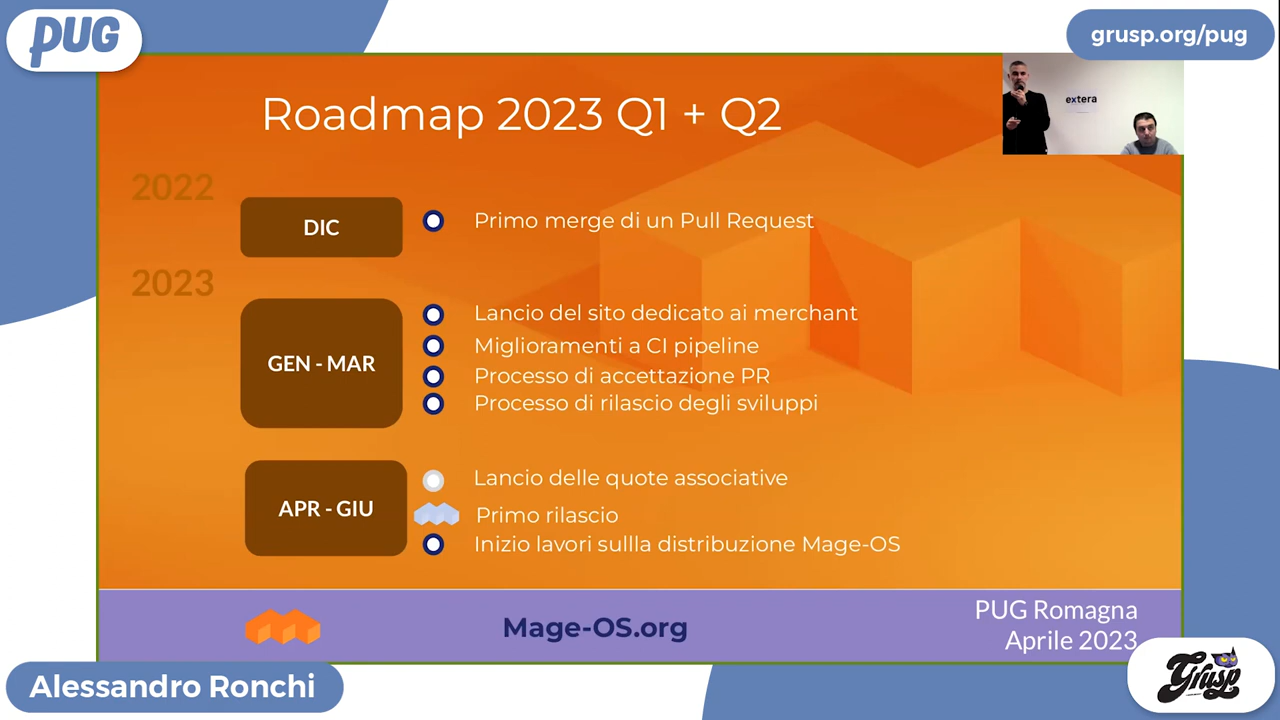 PUG
grusp.org/pug
Roadmap 2023 Q1 + Q2
extera
2022
DIC
Primo merge di un Pull Request
2023
GEN - MAR
Lancio del sito dedicato ai merchant
Miglioramenti a CI pipeline
Processo di accettazione PR
Processo di rilascio degli sviluppi
APR - GIU
Lancio delle quote associative
Primo rilascio
Inizio lavori sullla distribuzione Mage-OS
Mage-OS.org
PUG Romagna
Aprile 2023
Alessandro Ronchi
Grusp